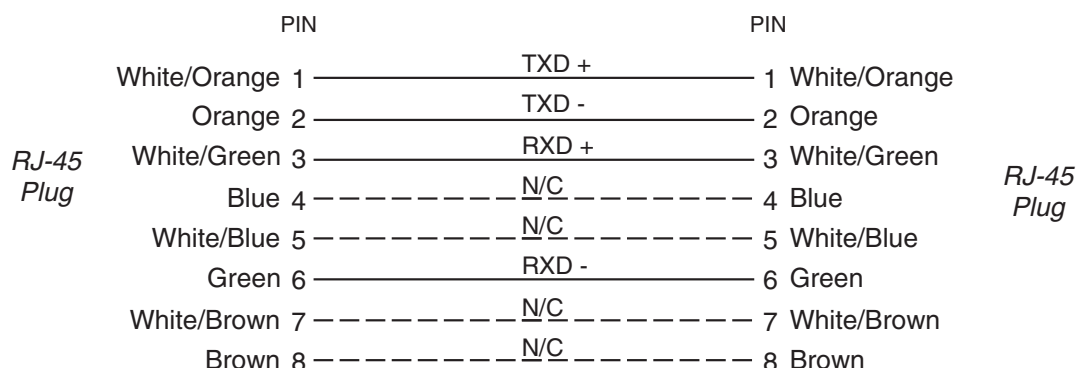 PIN PIN
White/Orange 1 TXD + 1 White/Orange
Orange 2 TXD - 2 Orange
White/Green 3 RXD + 3 White/Green
RJ-45 Plug
Blue 4 N/C 4 Blue
RJ-45 Plug
White/Blue 5 N/C 5 White/Blue
Green 6 RXD - 6 Green
White/Brown 7 N/C 7 White/Brown
Brown 8 N/C 8 Brown